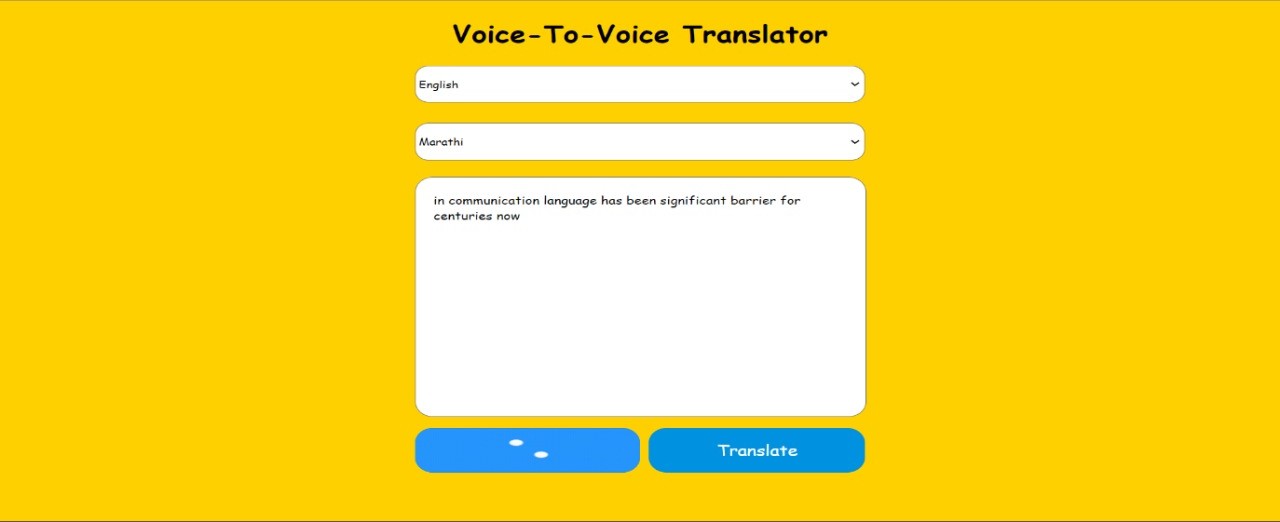 Voice-To-Voice Translator
English
Marathi
in communication language has been significant barrier for
centuries now
Translate